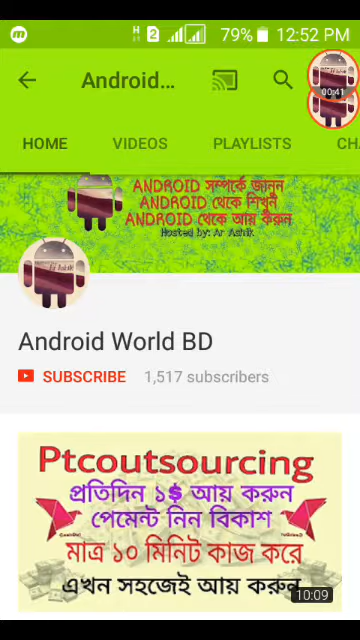 H 2 79% 12:52 PM
Android...
00:41
HOME VIDEOS PLAYLISTS CH
ANDROID সম্পর্কে জানুন
ANDROID থেকে শিখুন
ANDROID থেকে আয় করুন
Hosted by: Ar Ashik
Android World BD
SUBSCRIBE 1,517 subscribers
Ptcoutsourcing
প্রতিদিন ১$ আয় করুন
পেমেন্ট নিন বিকাশ
মাত্র ১০ মিনিট কাজ করে
এখন সহজেই আয় করুন
10:09